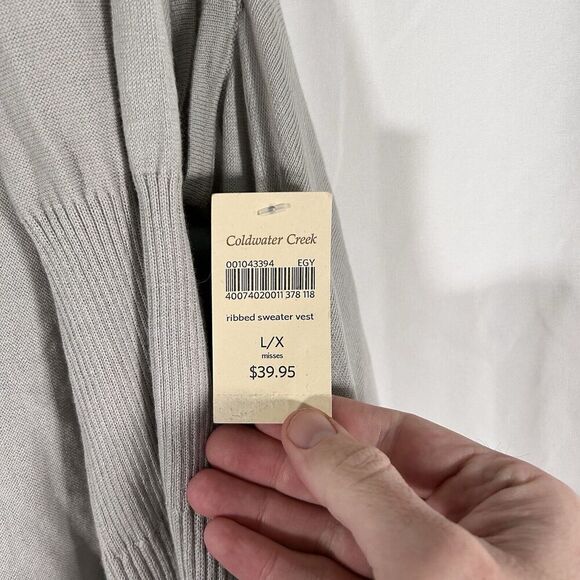 Coldwater Creek
001043394 EGY
40074020011 378 118
ribbed sweater vest
L/X
misses
$39.95